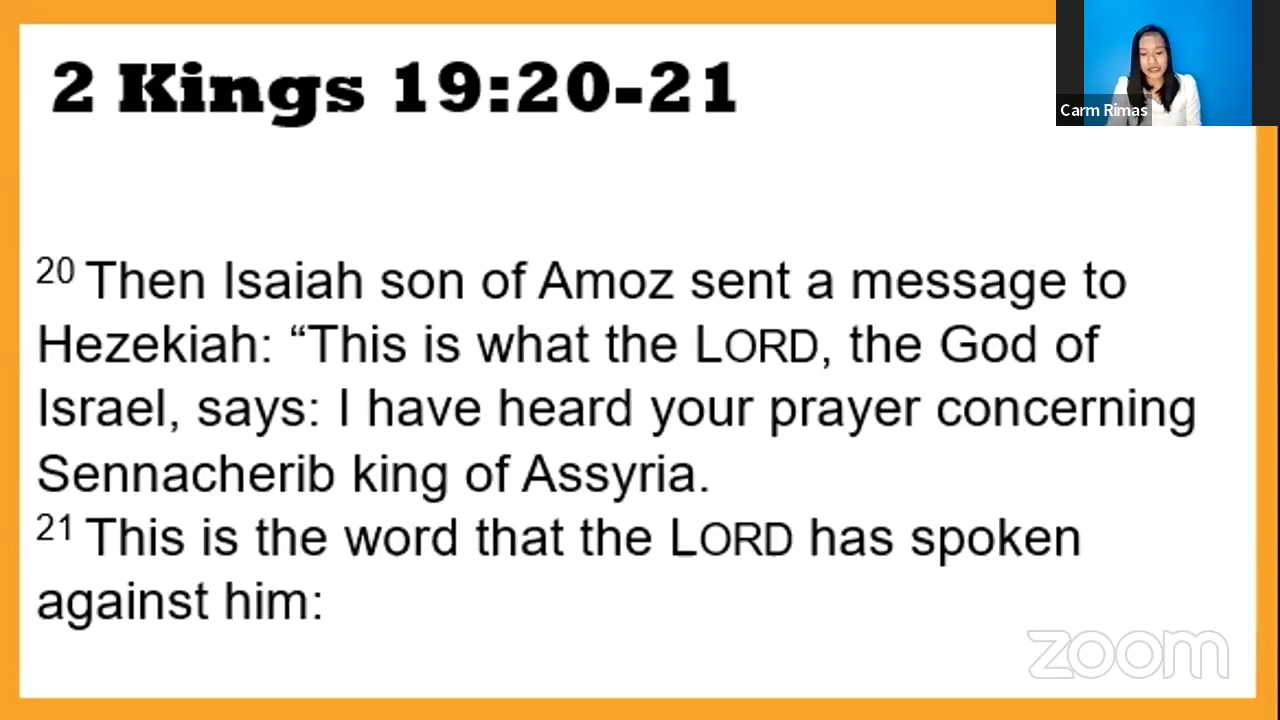 2 Kings 19:20-21
Carm Rimas
20 Then Isaiah son of Amoz sent a message to
Hezekiah: “This is what the LORD, the God of
Israel, says: I have heard your prayer concerning
Sennacherib king of Assyria.
21 This is the word that the LORD has spoken
against him:
zoom